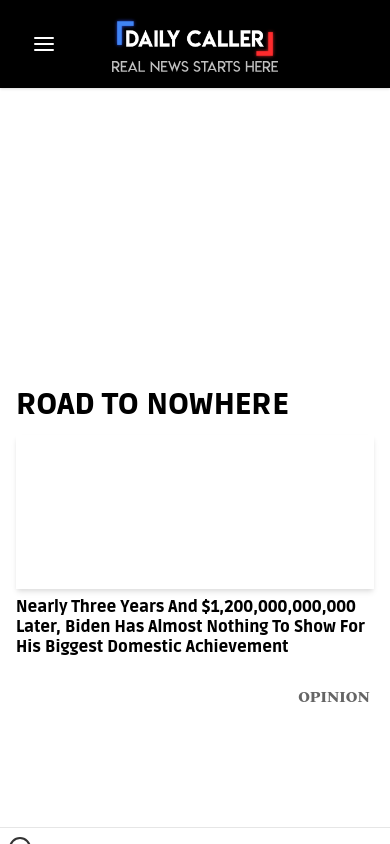 DAILY CALLER
REAL NEWS STARTS HERE
ROAD TO NOWHERE
Nearly Three Years And $1,200,000,000,000
Later, Biden Has Almost Nothing To Show For
His Biggest Domestic Achievement
OPINION